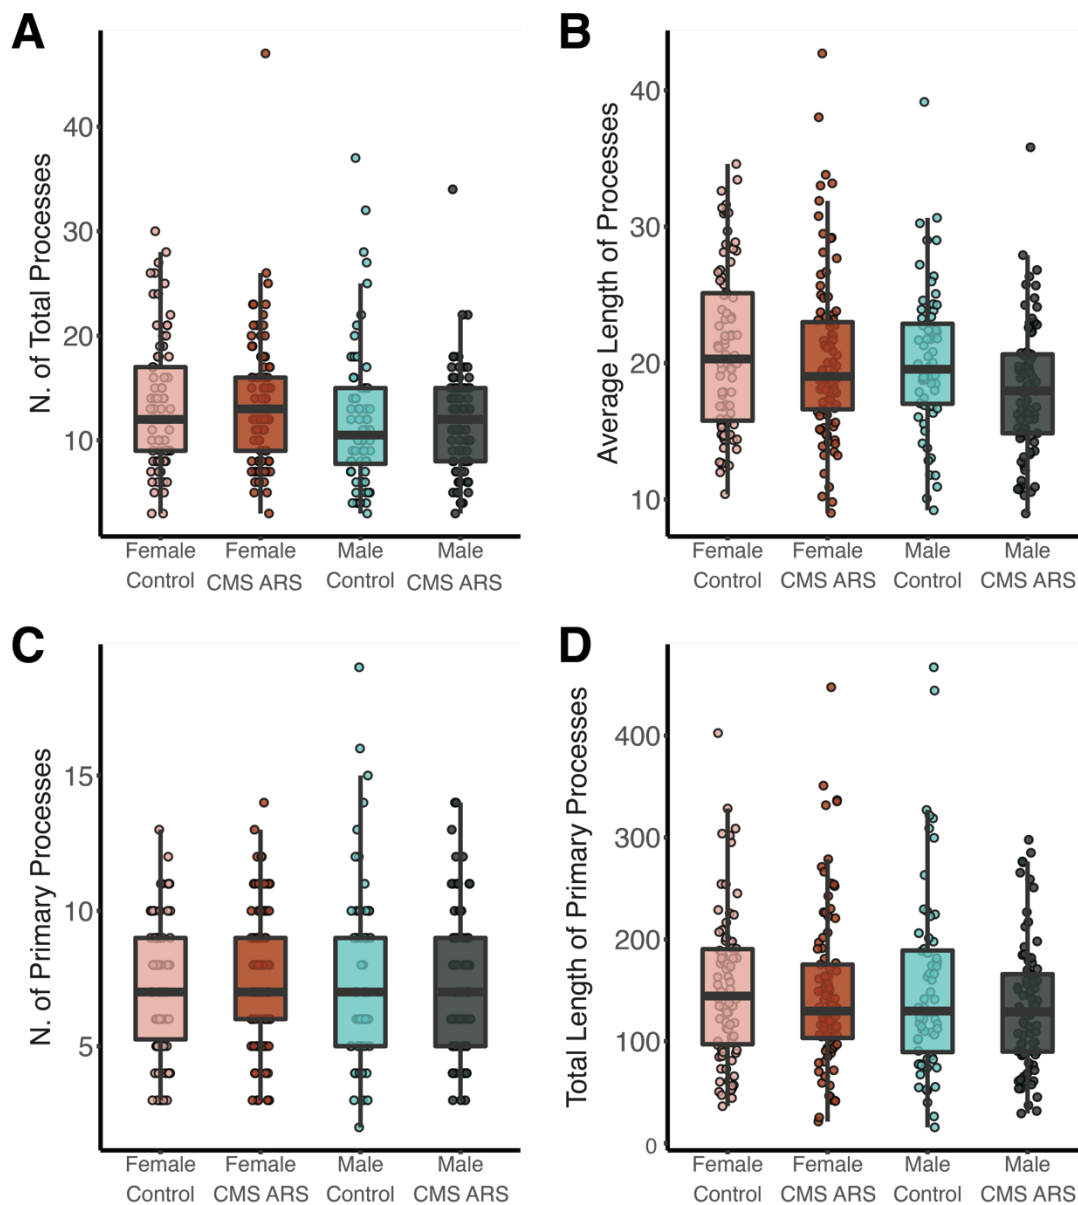 A
N. of Total Processes
40
30
20
10
Female Female Male Male
Control CMS ARS Control CMS ARS
B
Average Length of Processes
40
30
20
10
Female Female Male Male
Control CMS ARS Control CMS ARS
C
N. of Primary Processes
15
10
5
Female Female Male Male
Control CMS ARS Control CMS ARS
D
Total Length of Primary Processes
400
300
200
100
0
Female Female Male Male
Control CMS ARS Control CMS ARS